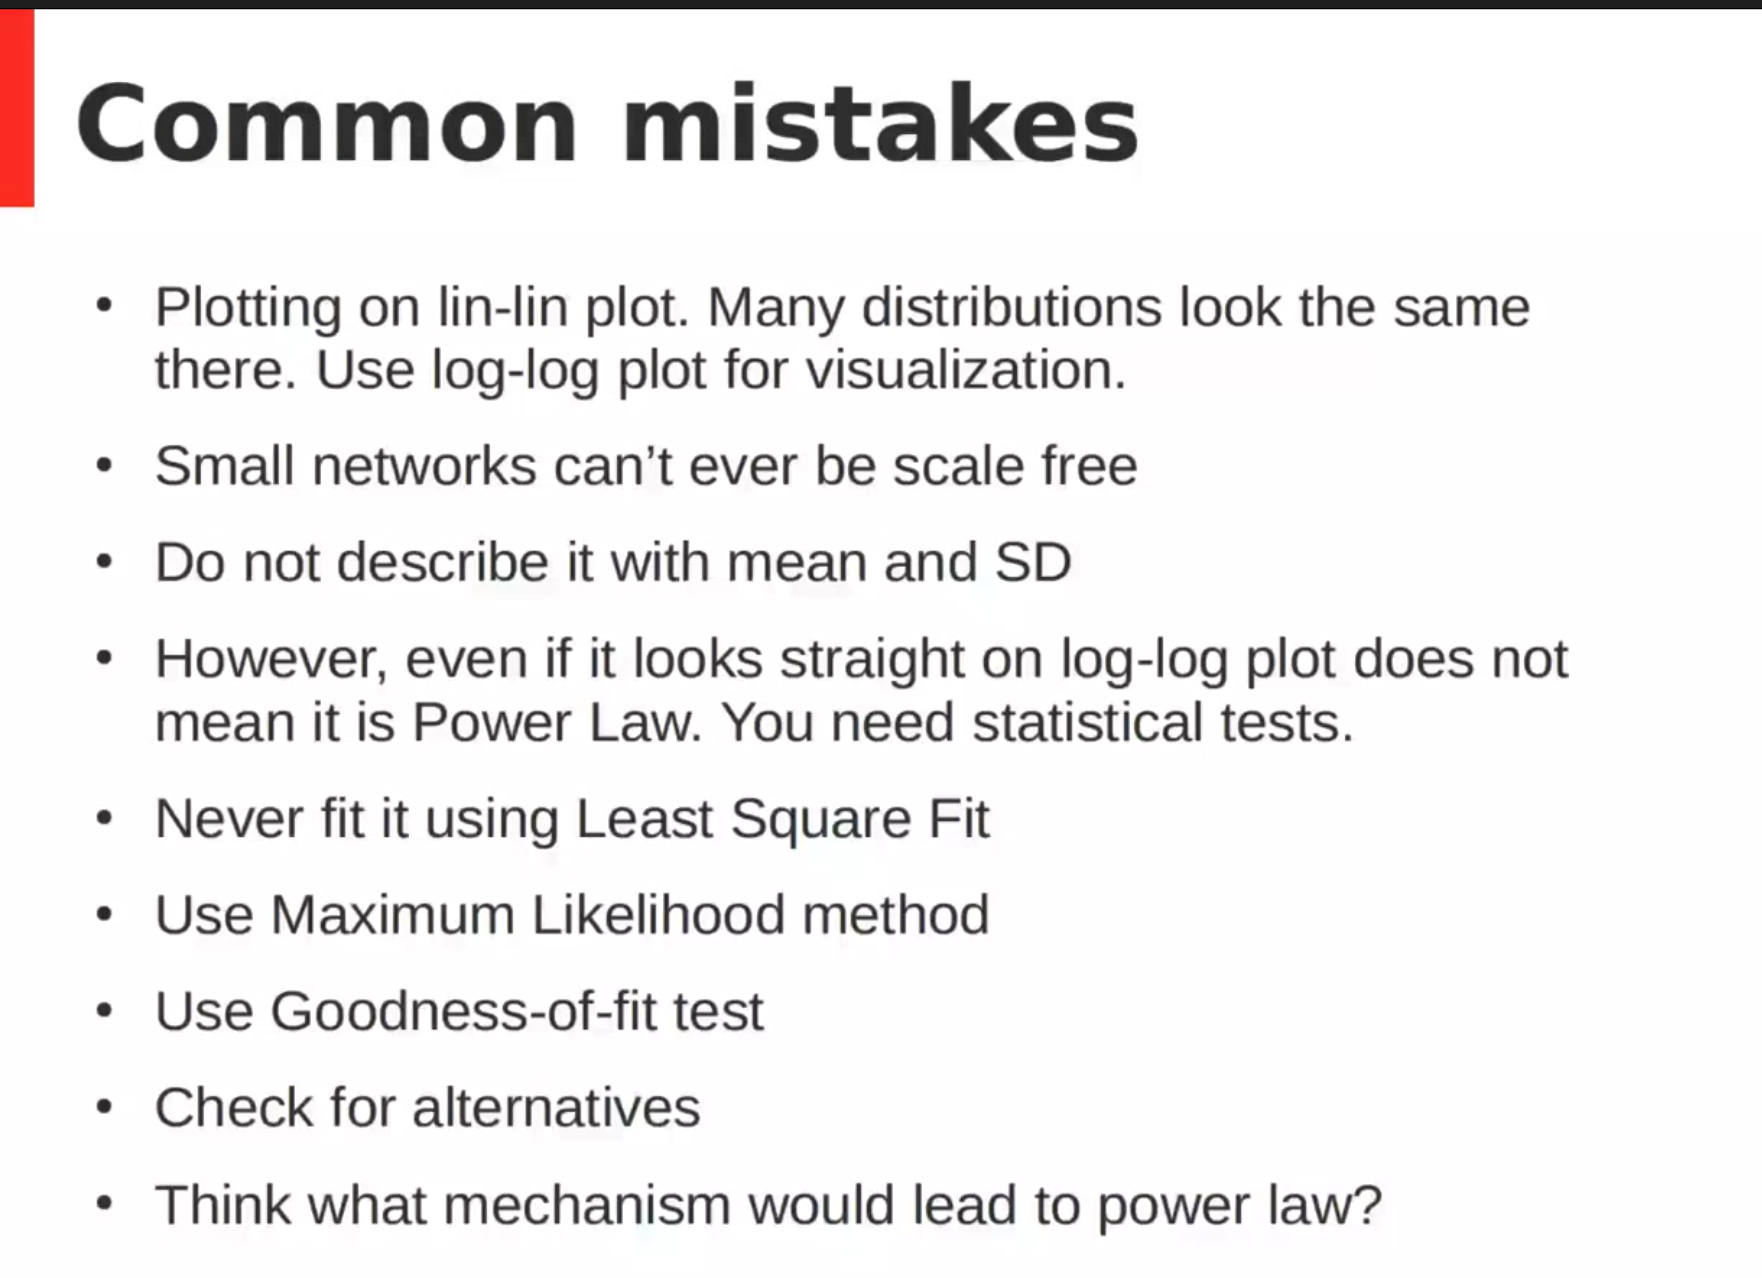 Common mistakes
• Plotting on lin-lin plot. Many distributions look the same
there. Use log-log plot for visualization.
• Small networks can’t ever be scale free
• Do not describe it with mean and SD
• However, even if it looks straight on log-log plot does not
mean it is Power Law. You need statistical tests.
• Never fit it using Least Square Fit
• Use Maximum Likelihood method
• Use Goodness-of-fit test
• Check for alternatives
• Think what mechanism would lead to power law?